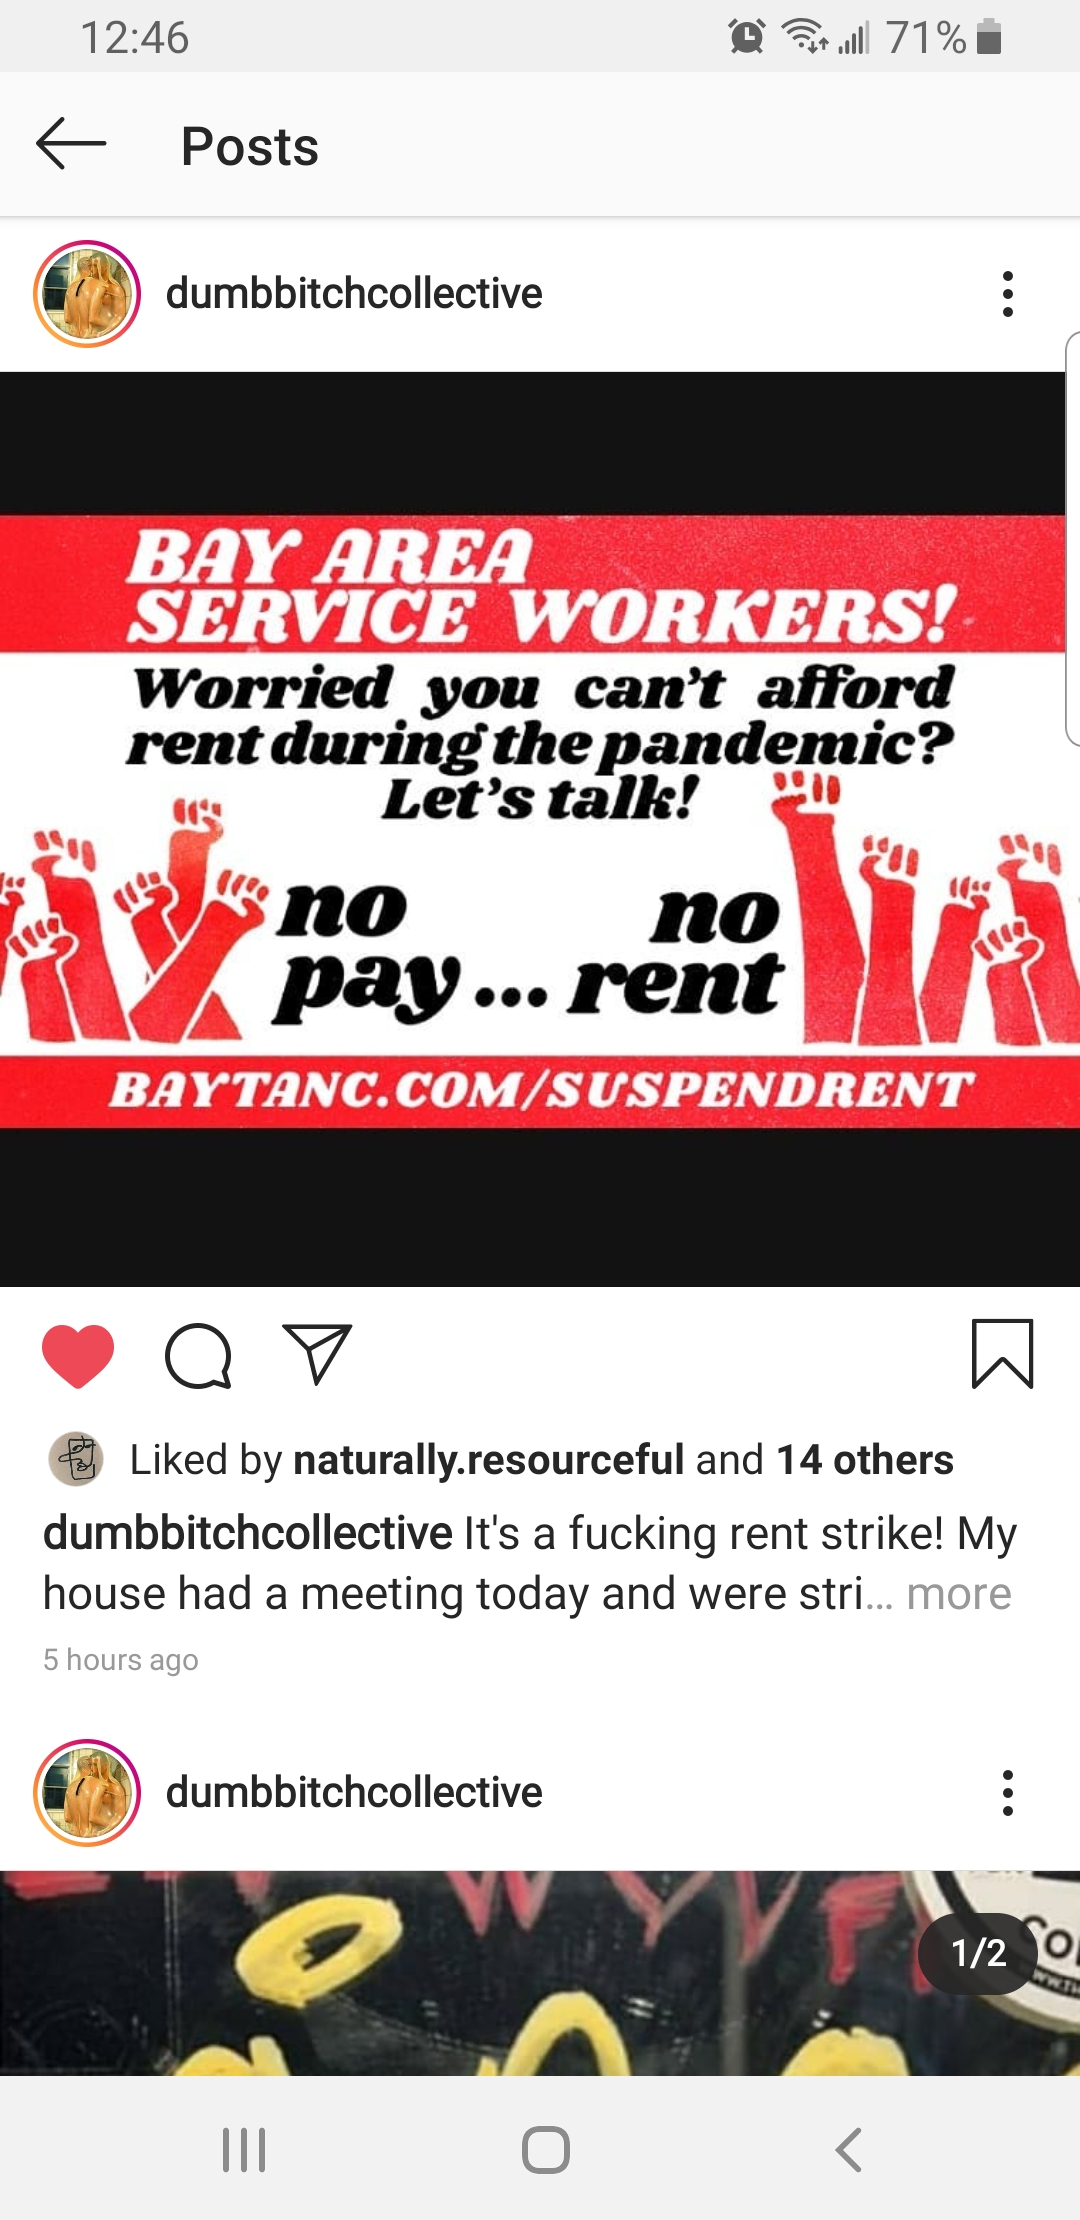 12:46
71%
Posts
dumbbitchcollective
BAY AREA
SERVICE WORKERS!
Worried you can't afford
rent during the pandemic?
Let's talk!
no no
pay... rent
BAYTANC.COM/SUSPENDRENT
Liked by naturally.resourceful and 14 others
dumbbitchcollective It's a fucking rent strike! My
house had a meeting today and were stri... more
5 hours ago
dumbbitchcollective
1/2